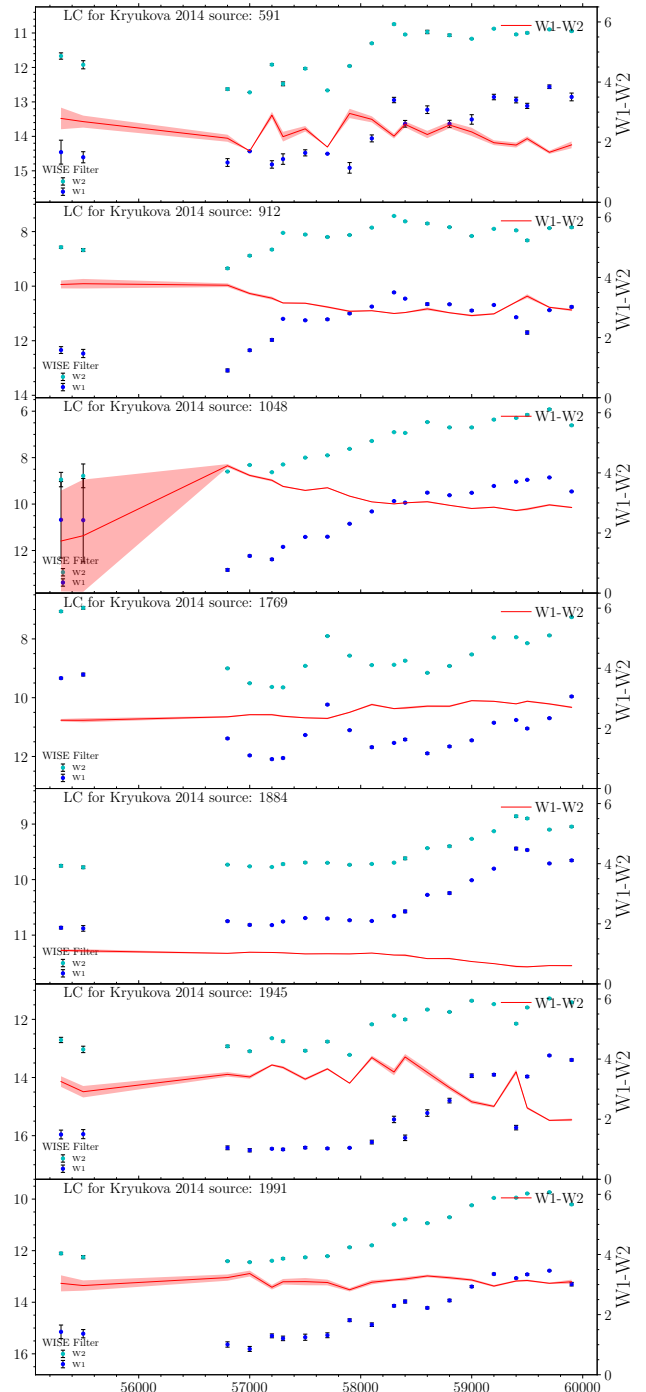 LC for Kryukova 2014 source: 591
W1-W2
11
12
13
14
15
6
4
2
0
W1-W2
WISE Filter
W2
W1
LC for Kryukova 2014 source: 912
W1-W2
8
10
12
14
6
4
2
0
W1-W2
WISE Filter
W2
W1
LC for Kryukova 2014 source: 1048
W1-W2
6
8
10
12
6
4
2
0
W1-W2
WISE Filter
W2
W1
LC for Kryukova 2014 source: 1769
W1-W2
8
10
12
6
4
2
0
W1-W2
WISE Filter
W2
W1
LC for Kryukova 2014 source: 1884
W1-W2
9
10
11
6
4
2
0
W1-W2
WISE Filter
W2
W1
LC for Kryukova 2014 source: 1945
W1-W2
12
14
16
6
4
2
0
W1-W2
WISE Filter
W2
W1
LC for Kryukova 2014 source: 1991
W1-W2
10
12
13
15
16
6
4
2
0
W1-W2
WISE Filter
W2
W1
56000
57000
58000
59000
60000